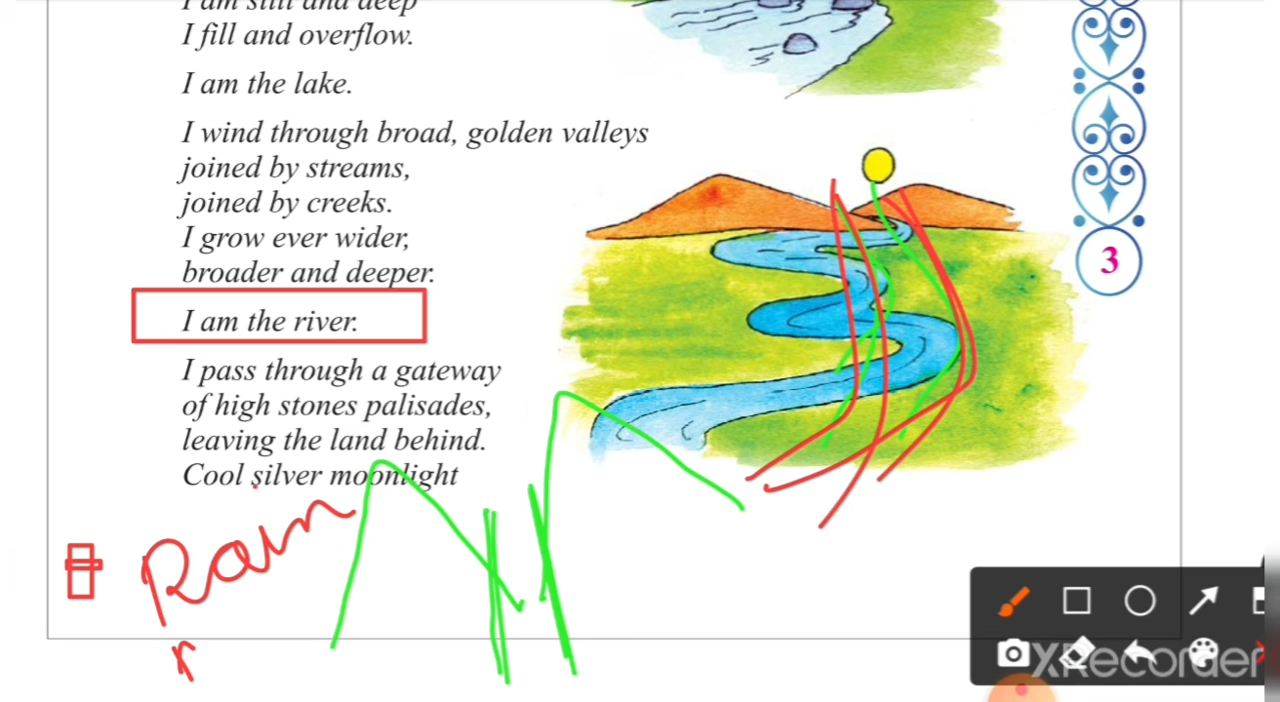 I am still and deep
I fill and overflow.
I am the lake.
I wind through broad, golden valleys
joined by streams,
joined by creeks.
I grow ever wider,
broader and deeper.
I am the river.
I pass through a gateway
of high stones palisades,
leaving the land behind.
Cool silver moonlight
3
Rain
r
XRecorder